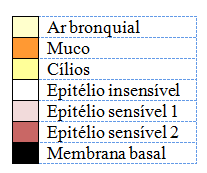 Ar bronquial
Muco
Cílios
Epitélio insensível
Epitélio sensível 1
Epitélio sensível 2
Membrana basal